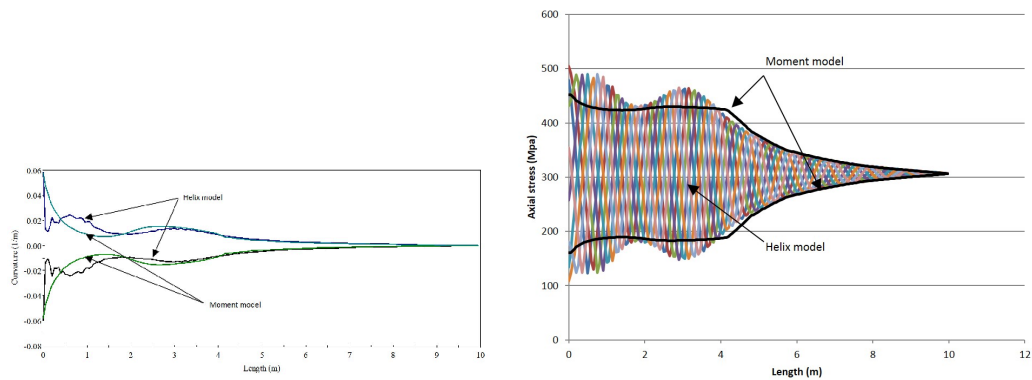 0.06
0.04
0.02
0.00
-0.02
-0.04
-0.06
-0.08
Curvature (1/m)
0 1 2 3 4 5 6 7 8 9 10
Length (m)
Helix model
Moment model
600
500
400
300
200
100
0
Axial stress (Mpa)
0 2 4 6 8 10 12
Length (m)
Moment model
Helix model